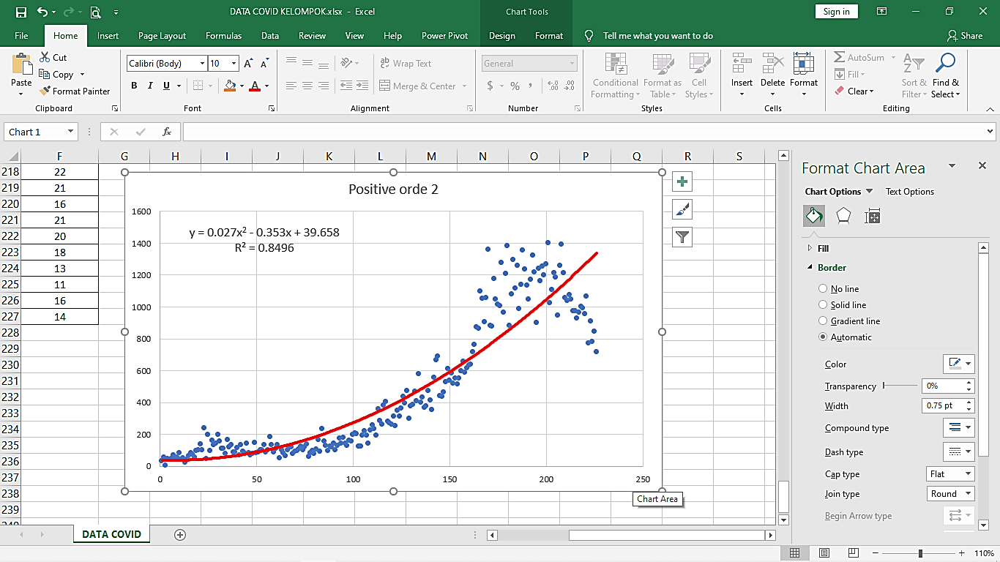 DATA COVID KELOMPOK.xlsx - Excel
Chart Tools
Sign in
File Home Insert Page Layout Formulas Data Review View Help Power Pivot Design Format Tell me what you want to do Share
Paste
Cut
Copy
Format Painter
Clipboard
Calibri (Body) 10 A A
B I U A
Font
ab Wrap Text
Merge & Center
Alignment
General
$ % , .00 .0
Number
Conditional Formatting
Format as Table
Cell Styles
Styles
Insert Delete Format
Cells
AutoSum
Fill
Clear
Sort & Filter
Find & Select
Editing
Chart 1 fx
F G H I J K L M N O P Q R S
218 22
219 21
220 16
221 21
222 20
223 18
224 13
225 11
226 16
227 14
228
229
230
231
232
233
234
235
236
237
238
239
240
Positive orde 2
y = 0.027x² - 0.353x + 39.658
R² = 0.8496
1600
1400
1200
1000
800
600
400
200
0
0 50 100 150 200 250
Chart Area
Format Chart Area
Chart Options Text Options
Fill
Border
No line
Solid line
Gradient line
Automatic
Color
Transparency 0%
Width 0.75 pt
Compound type
Dash type
Cap type Flat
Join type Round
Begin Arrow type
DATA COVID
110%